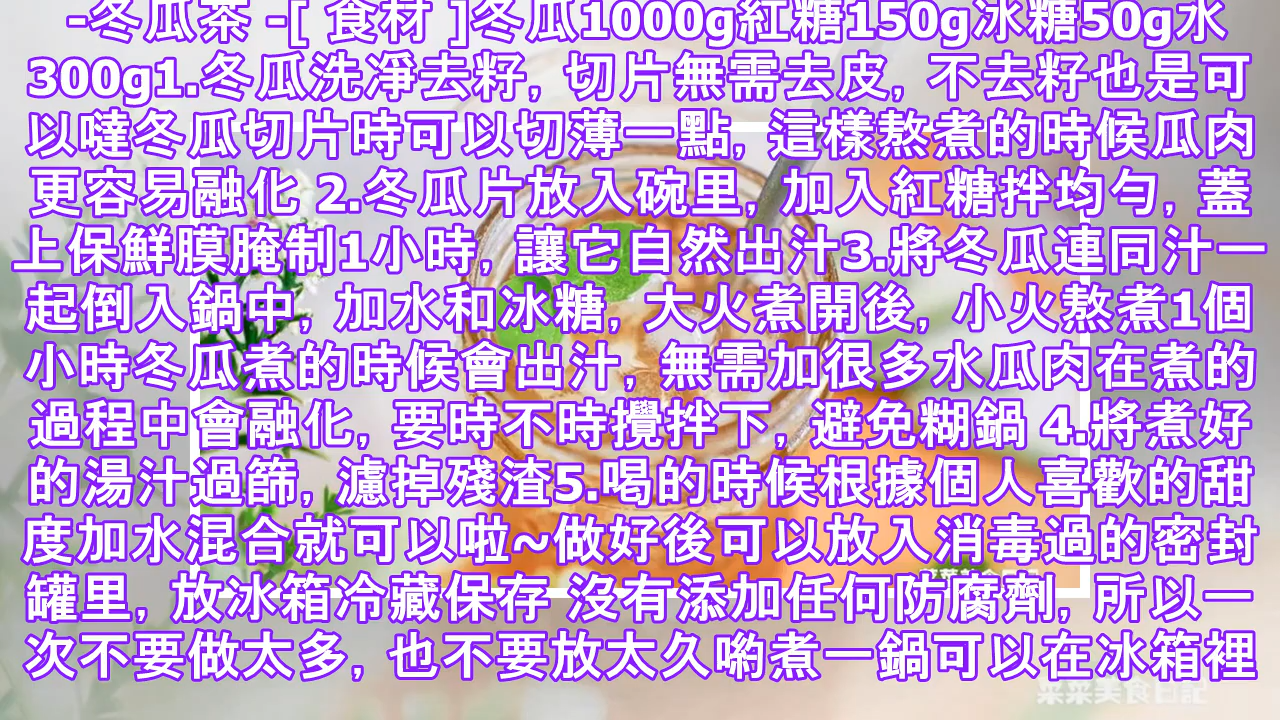 -冬瓜茶 -[ 食材 ]冬瓜1000g紅糖150g冰糖50g水
300g1.冬瓜洗凈去籽, 切片無需去皮, 不去籽也是可
以噠冬瓜切片時可以切薄一點, 這樣熬煮的時候瓜肉
更容易融化 2.冬瓜片放入碗里, 加入紅糖拌均勻, 蓋
上保鮮膜腌制1小時, 讓它自然出汁3.將冬瓜連同汁一
起倒入鍋中, 加水和冰糖, 大火煮開後, 小火熬煮1個
小時冬瓜煮的時候會出汁, 無需加很多水瓜肉在煮的
過程中會融化, 要時不時攪拌下, 避免糊鍋 4.將煮好
的湯汁過篩, 濾掉殘渣5.喝的時候根據個人喜歡的甜
度加水混合就可以啦~做好後可以放入消毒過的密封
罐里, 放冰箱冷藏保存 沒有添加任何防腐劑, 所以一
次不要做太多, 也不要放太久喲煮一鍋可以在冰箱裡
菜菜美食日記